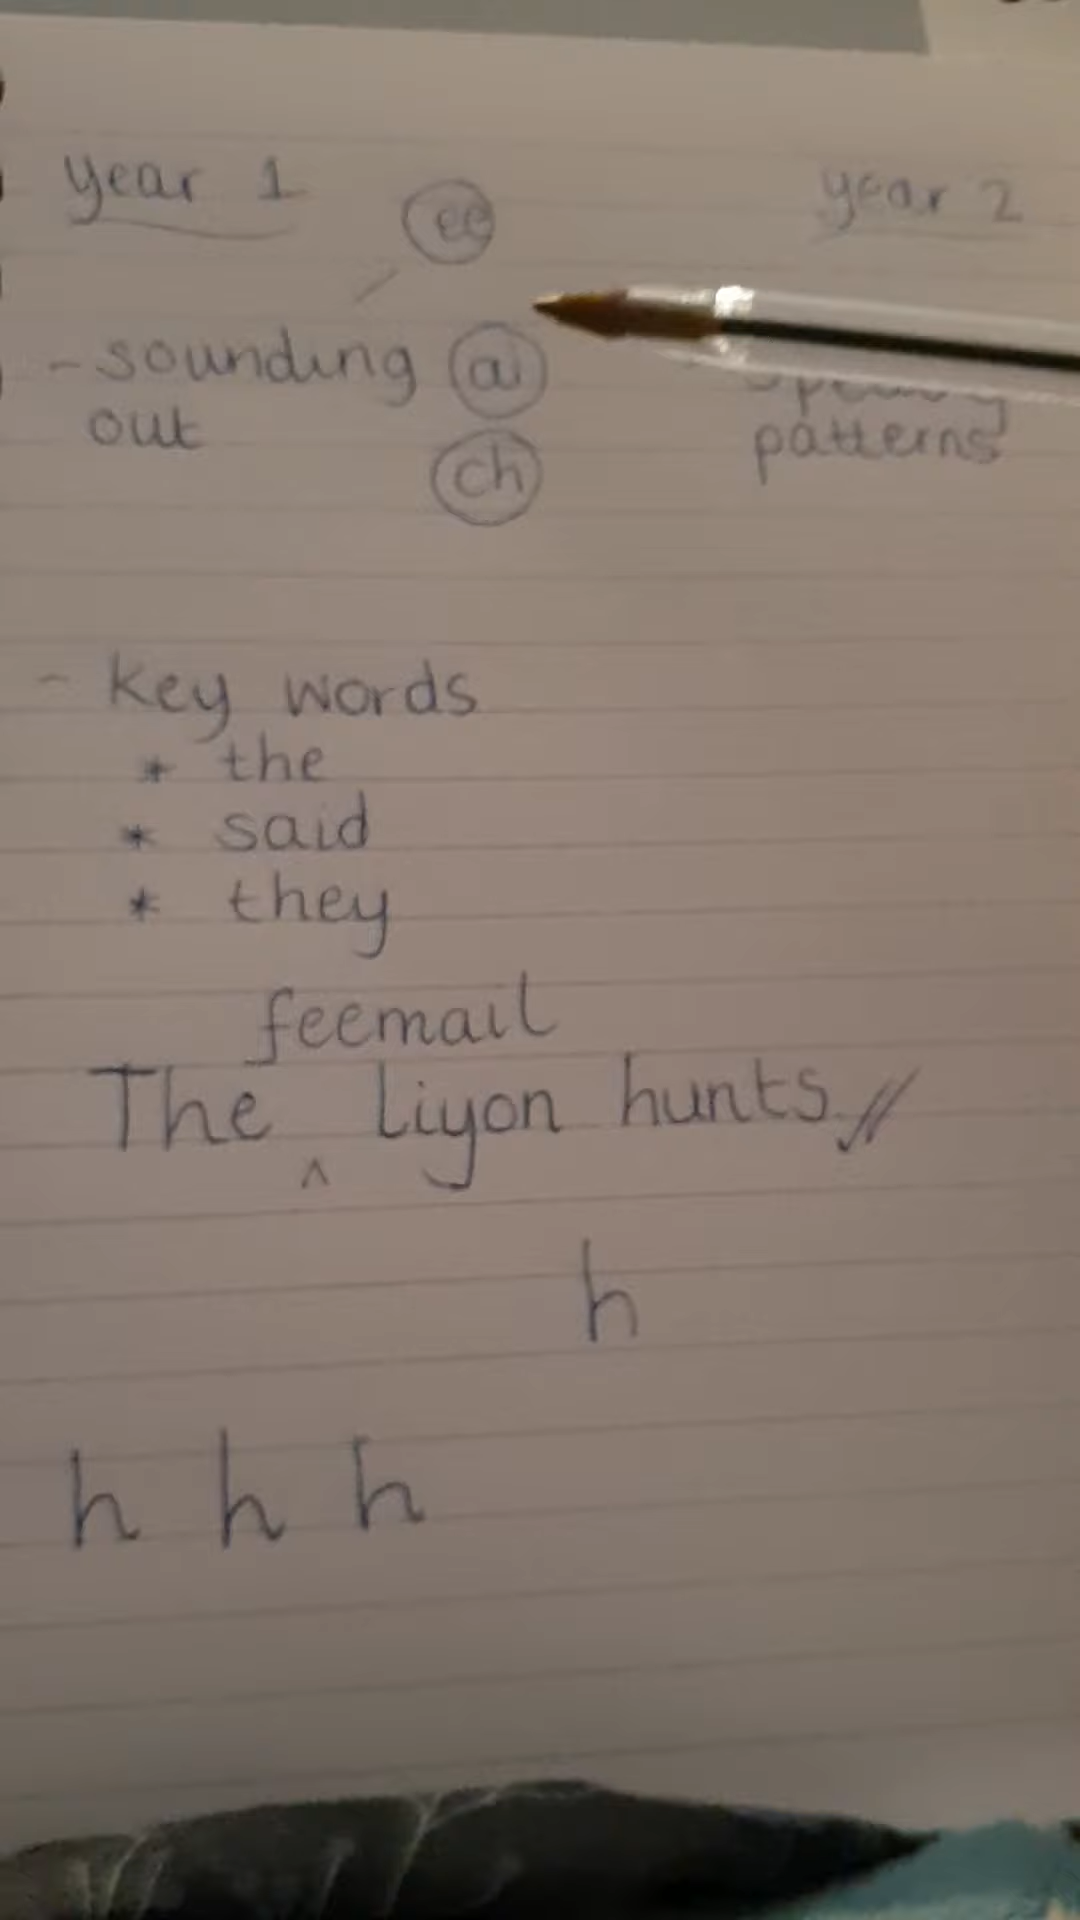 year 1
ee
year 2
- sounding
ai
out
patterns
ch
- key words
* the
* said
* they
feemail
The ^ liyon hunts //
h
h h h